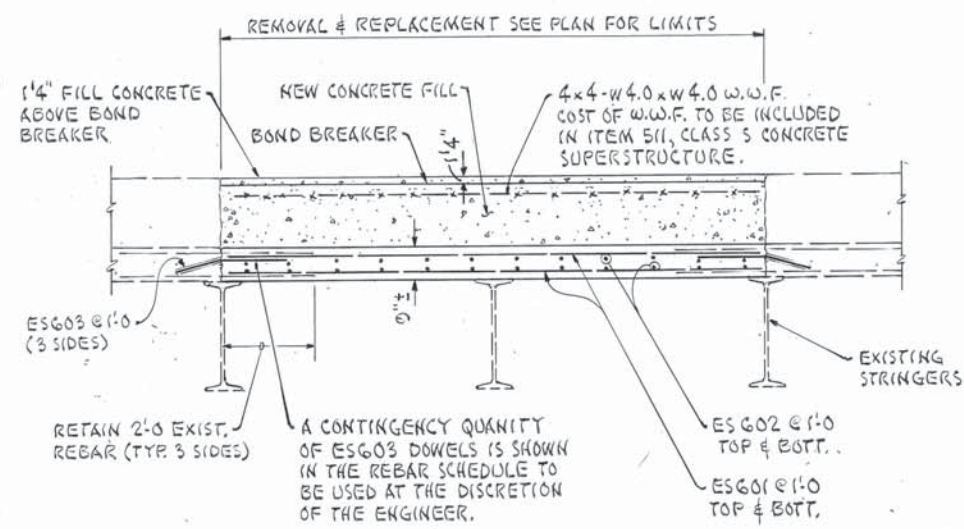 REMOVAL & REPLACEMENT SEE PLAN FOR LIMITS
1'4" FILL CONCRETE
ABOVE BOND
BREAKER
NEW CONCRETE FILL
BOND BREAKER
1'4"
4x4-W4.0xW4.0 W.W.F.
COST OF W.W.F. TO BE INCLUDED
IN ITEM 511, CLASS S CONCRETE
SUPERSTRUCTURE.
9"±
ES603 @ 1'-0
(3 SIDES)
EXISTING
STRINGERS
RETAIN 2'-0 EXIST.
REBAR (TYP. 3 SIDES)
A CONTINGENCY QUANITY
OF ES603 DOWELS IS SHOWN
IN THE REBAR SCHEDULE TO
BE USED AT THE DISCRETION
OF THE ENGINEER.
ES602 @ 1'-0
TOP & BOTT.
ES601 @ 1'-0
TOP & BOTT.